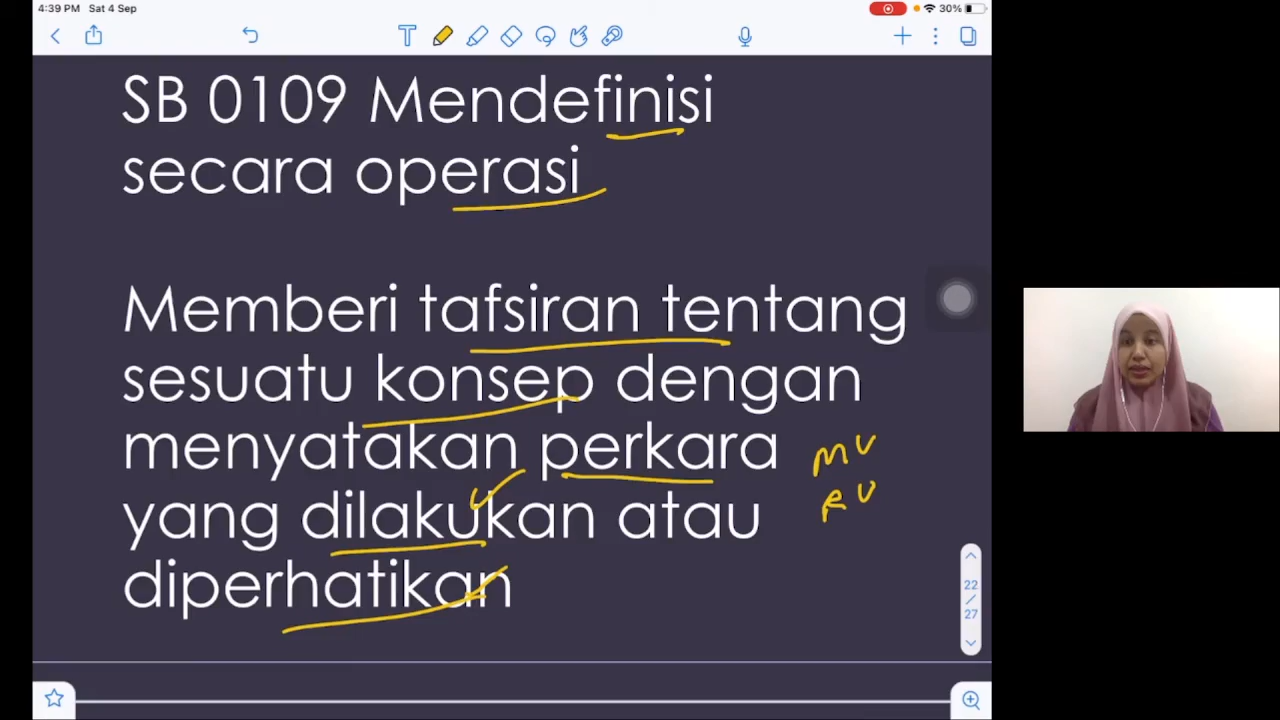 4:39 PM Sat 4 Sep
30%
SB 0109 Mendefinisi
secara operasi
Memberi tafsiran tentang
sesuatu konsep dengan
menyatakan perkara
yang dilakukan atau
diperhatikan
MV
RV
22
/
27